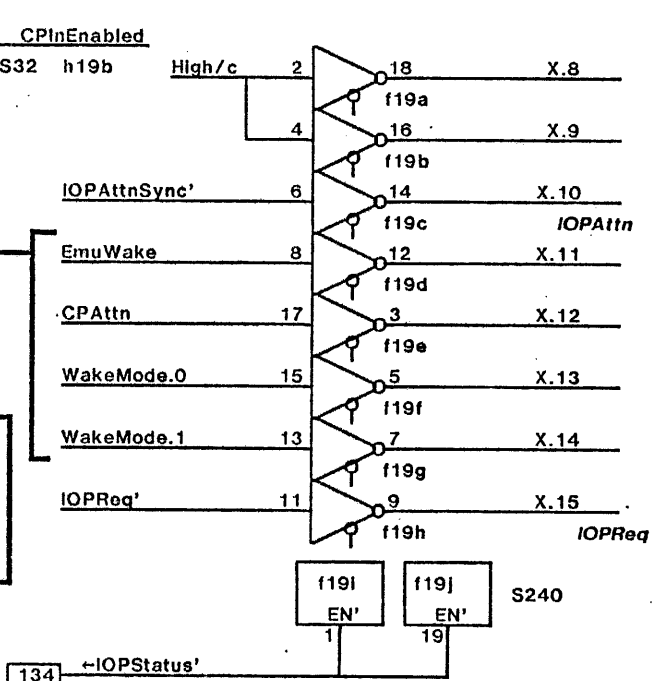 CPInEnabled
S32 h19b High/c 2 18 X.8
f19a
4 16 X.9
f19b
IOPAttnSync' 6 14 X.10
f19c IOPAttn
EmuWake 8 12 X.11
f19d
CPAttn 17 3 X.12
f19e
WakeMode.0 15 5 X.13
f19f
WakeMode.1 13 7 X.14
f19g
IOPReq' 11 9 X.15
f19h IOPReq
f19i f19j S240
EN' EN'
1 19
134 ←IOPStatus'